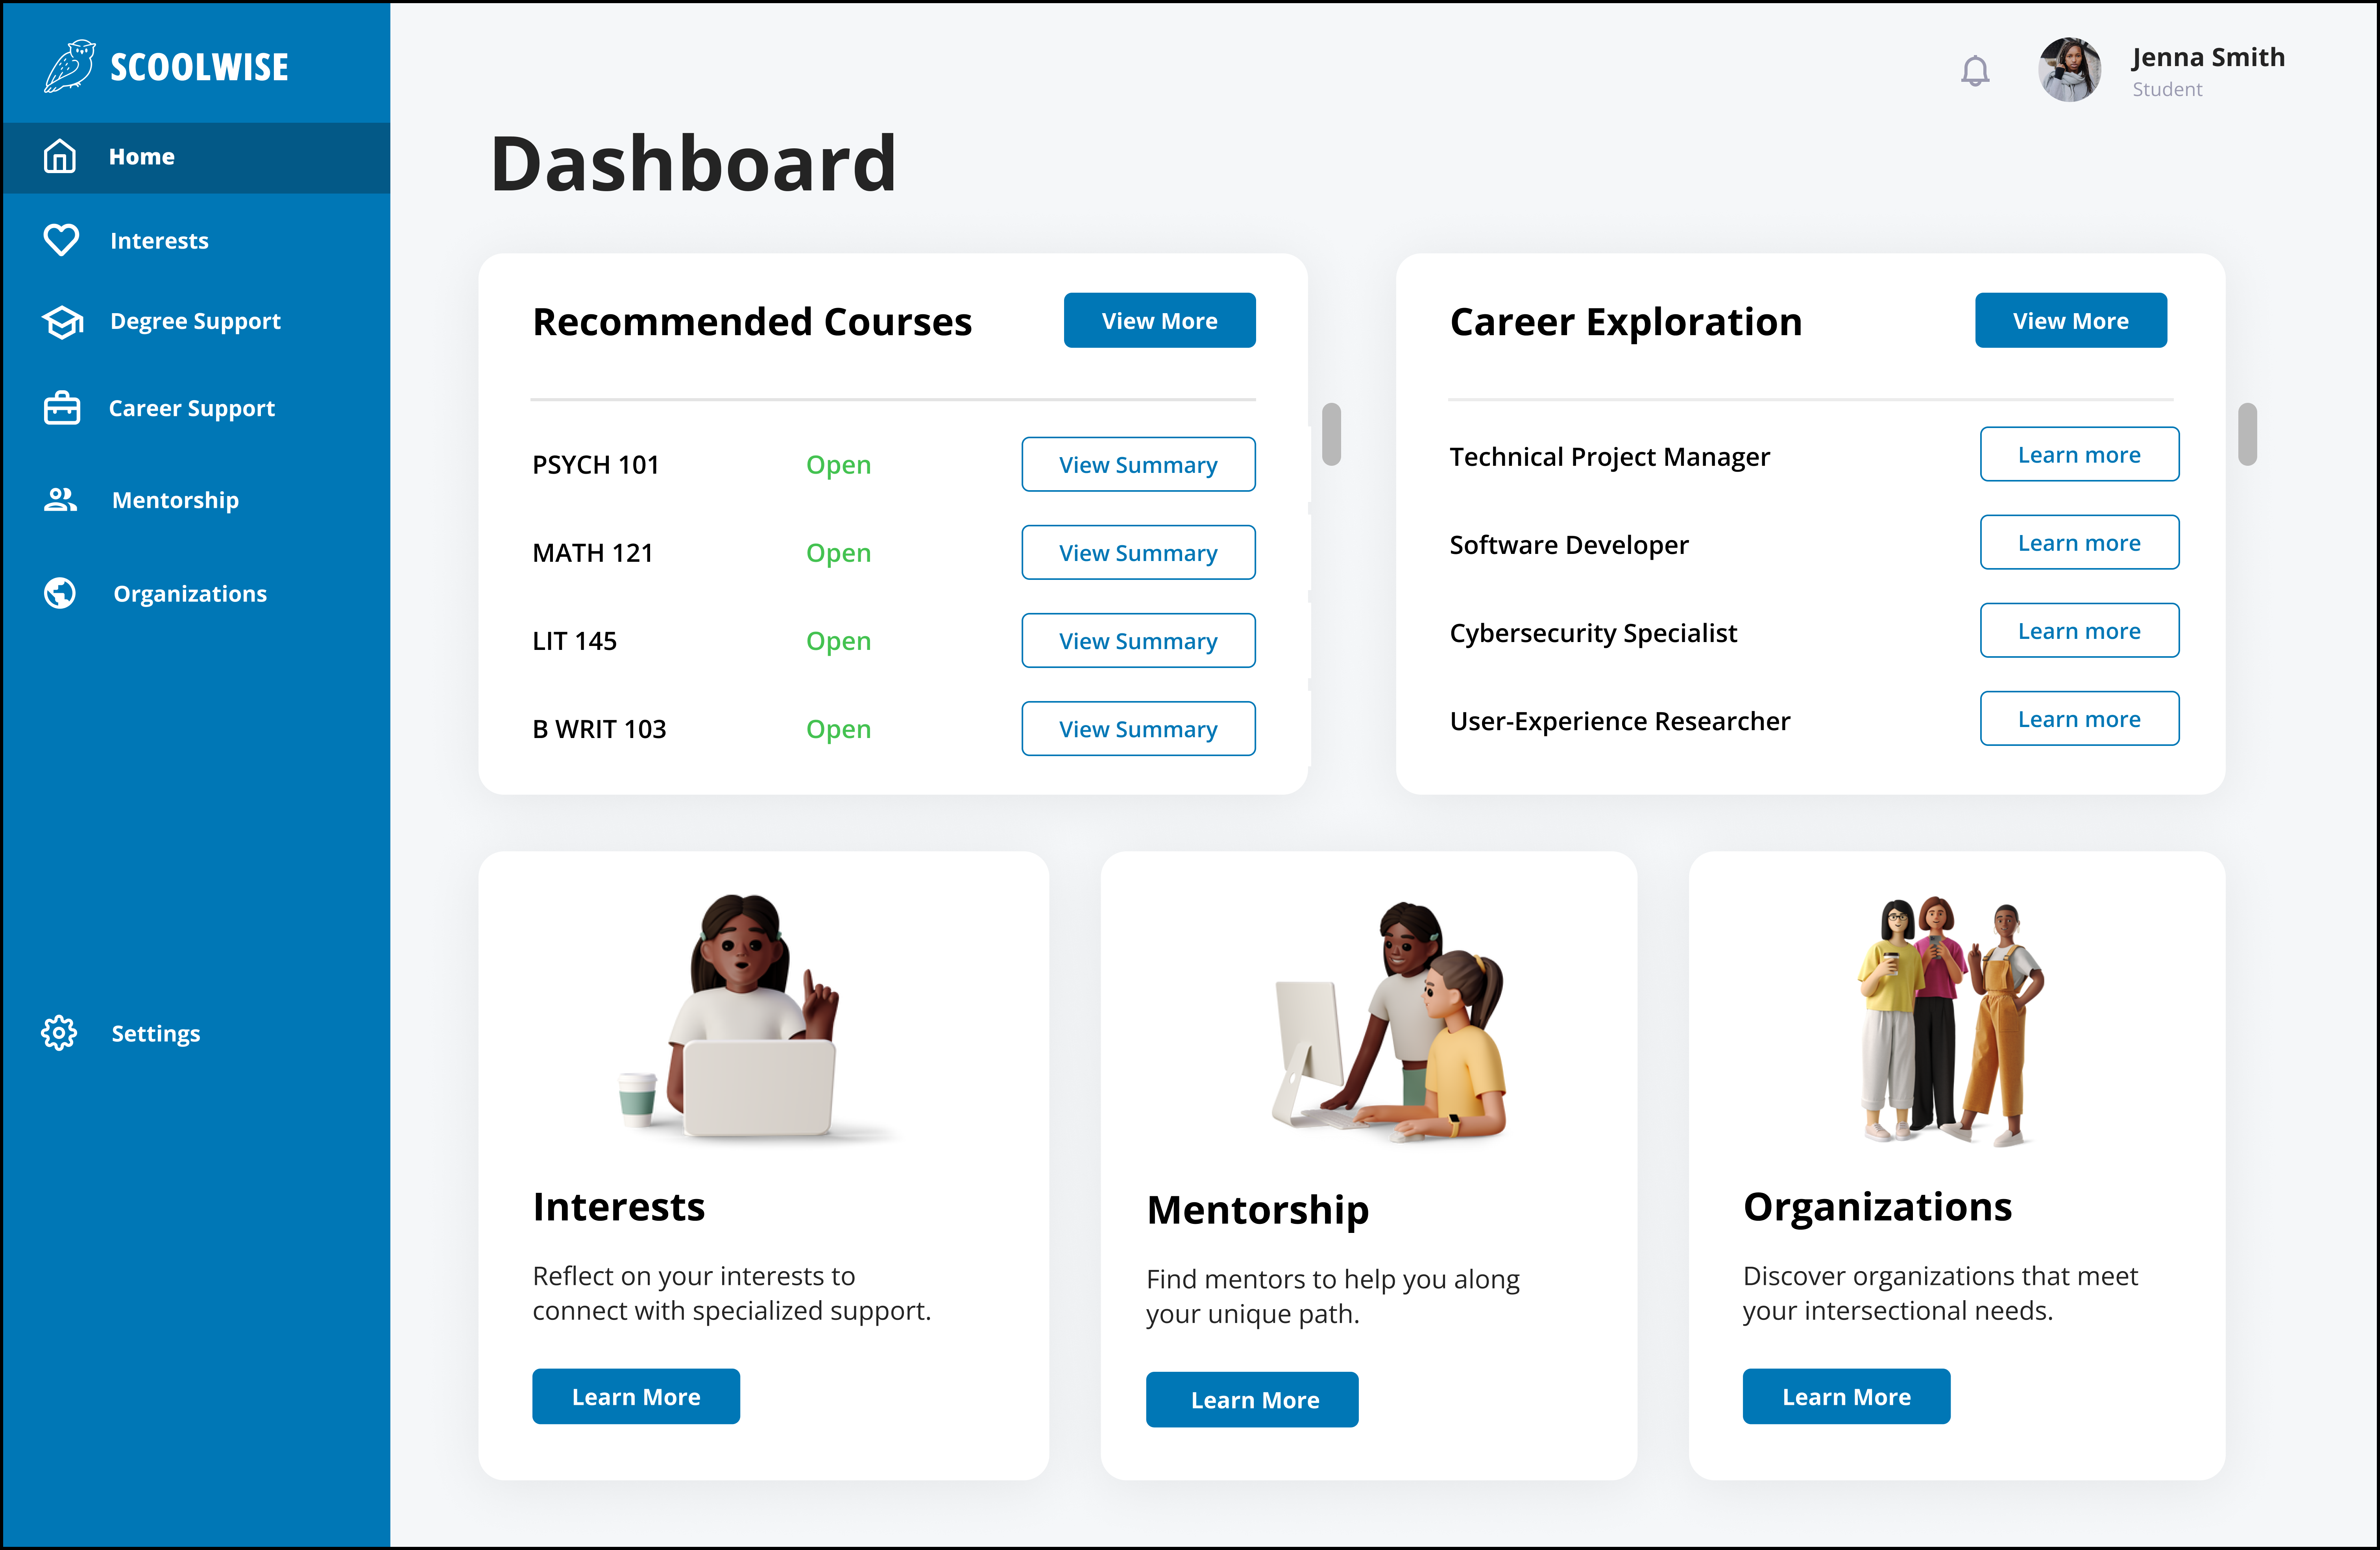 SCOOLWISE
Home
Interests
Degree Support
Career Support
Mentorship
Organizations
Settings
Jenna Smith
Student
Dashboard
Recommended Courses
View More
PSYCH 101
Open
View Summary
MATH 121
Open
View Summary
LIT 145
Open
View Summary
B WRIT 103
Open
View Summary
Career Exploration
View More
Technical Project Manager
Learn more
Software Developer
Learn more
Cybersecurity Specialist
Learn more
User-Experience Researcher
Learn more
Interests
Reflect on your interests to
connect with specialized support.
Learn More
Mentorship
Find mentors to help you along
your unique path.
Learn More
Organizations
Discover organizations that meet
your intersectional needs.
Learn More